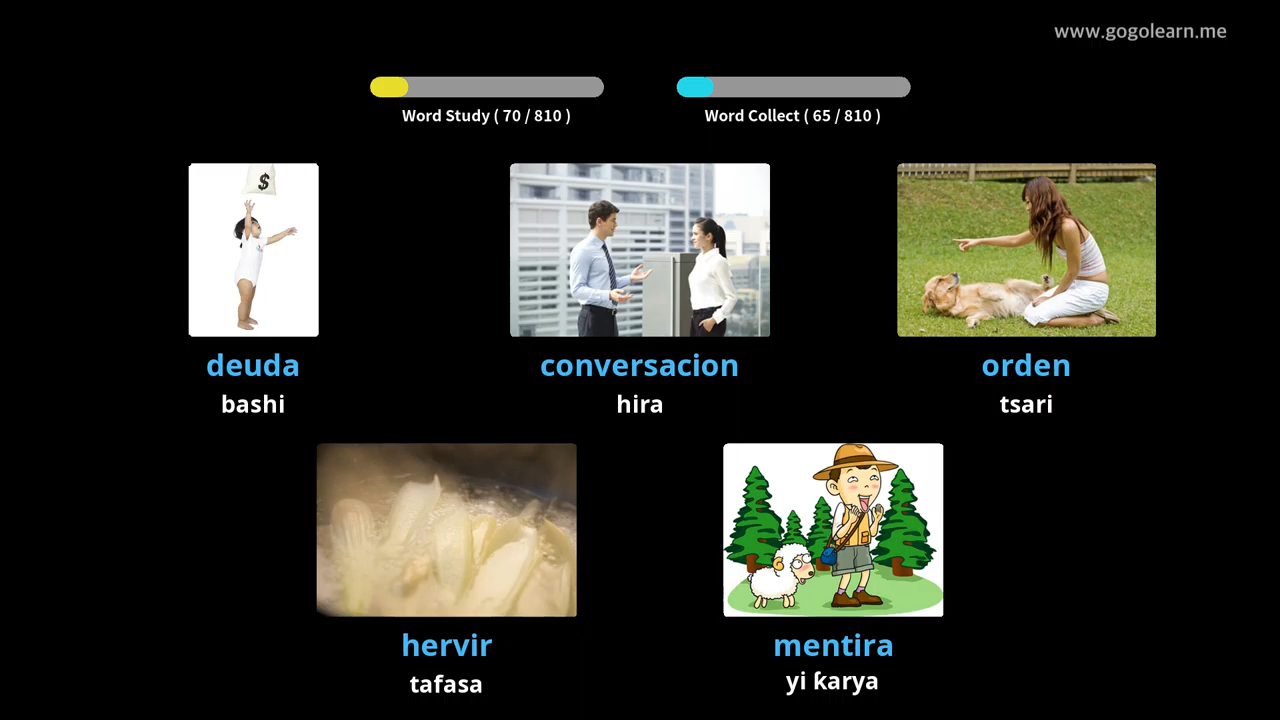 www.gogolearn.me
Word Study ( 70 / 810 )
Word Collect ( 65 / 810 )
$
deuda
bashi
conversacion
hira
orden
tsari
hervir
tafasa
mentira
yi ƙarya